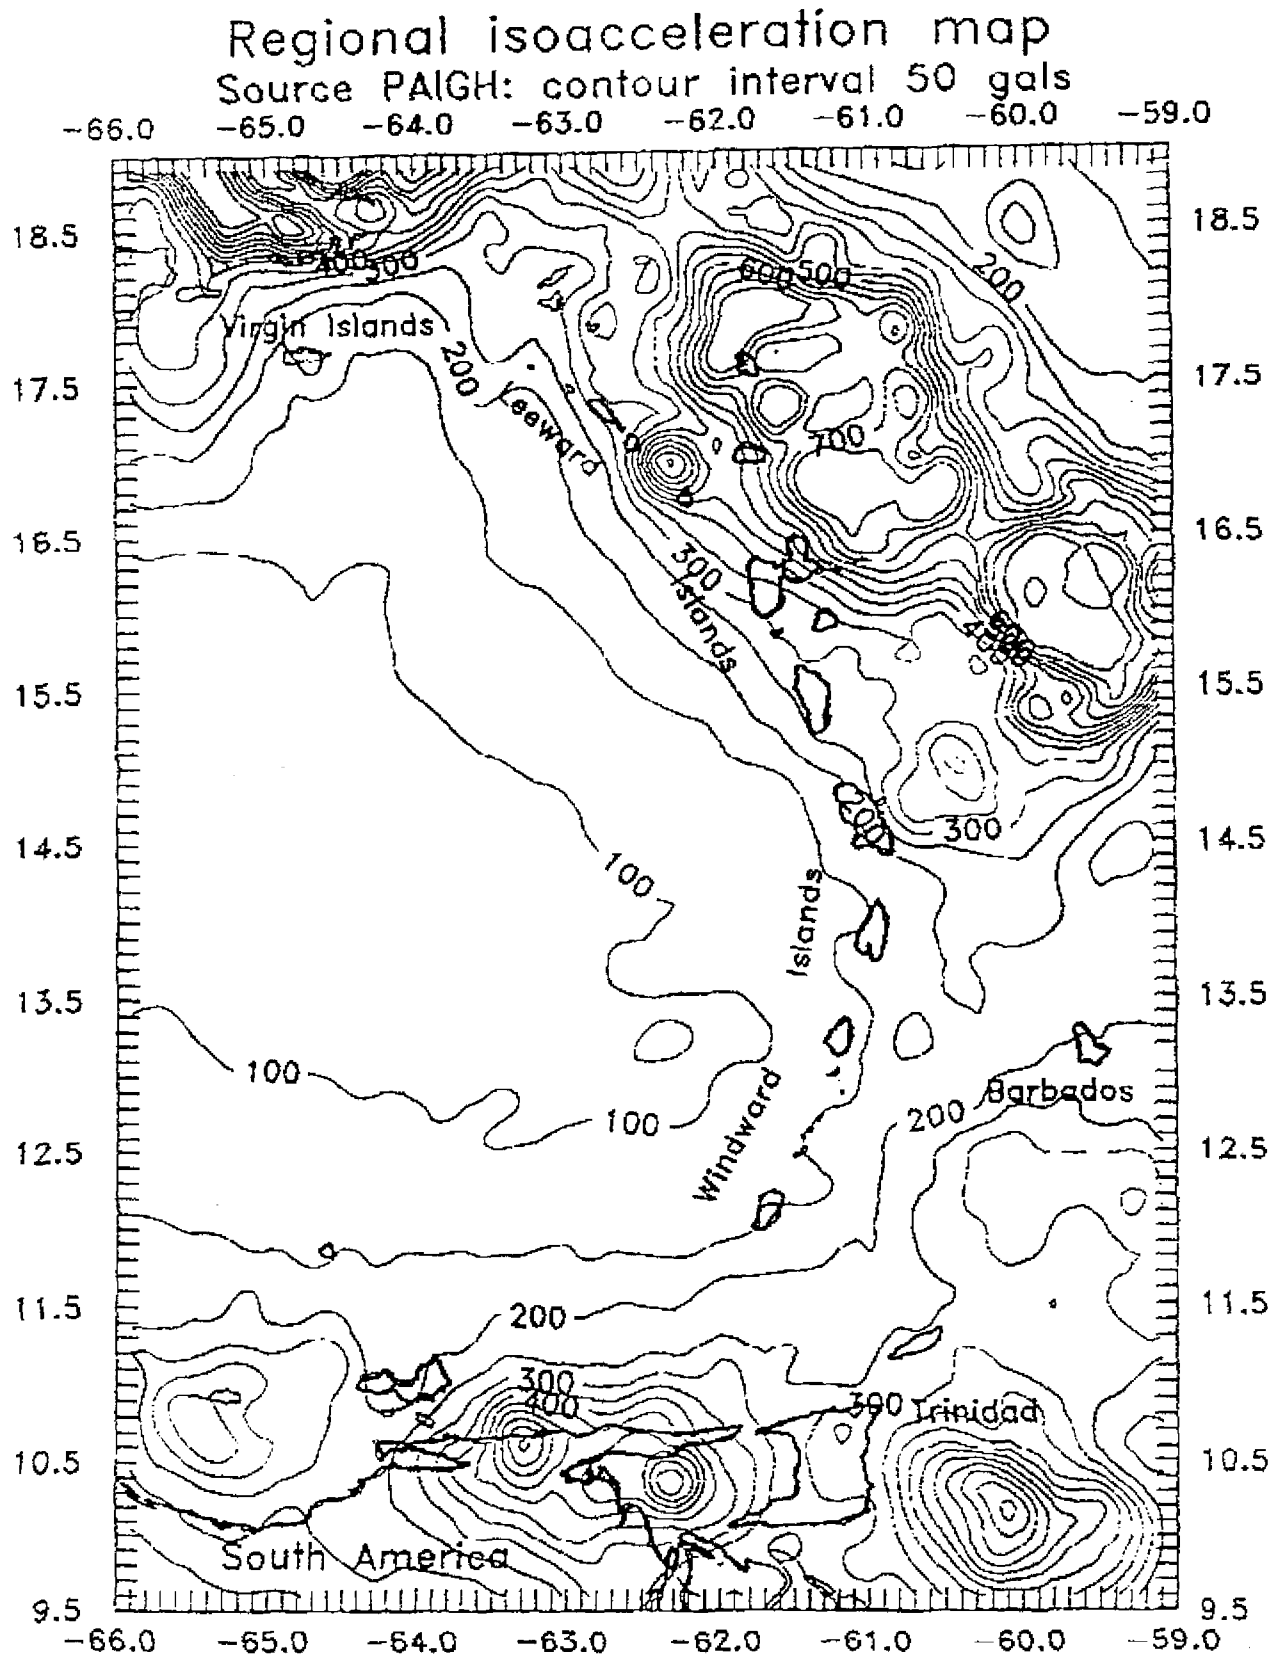 Regional isoacceleration map
Source PAIGH: contour interval 50 gals
-66.0 -65.0 -64.0 -63.0 -62.0 -61.0 -60.0 -59.0
18.5 18.5
200
600 500
400 300
Virgin Islands
200
17.5 17.5
Leeward
700
16.5 16.5
300
Islands
15.5 15.5
200
300
14.5 14.5
100
Islands
13.5 13.5
100
Barbados
200
100
Windward
12.5 12.5
11.5 11.5
200
300
400
300 Trinidad
10.5 10.5
South America
9.5 9.5
-66.0 -65.0 -64.0 -63.0 -62.0 -61.0 -60.0 -59.0